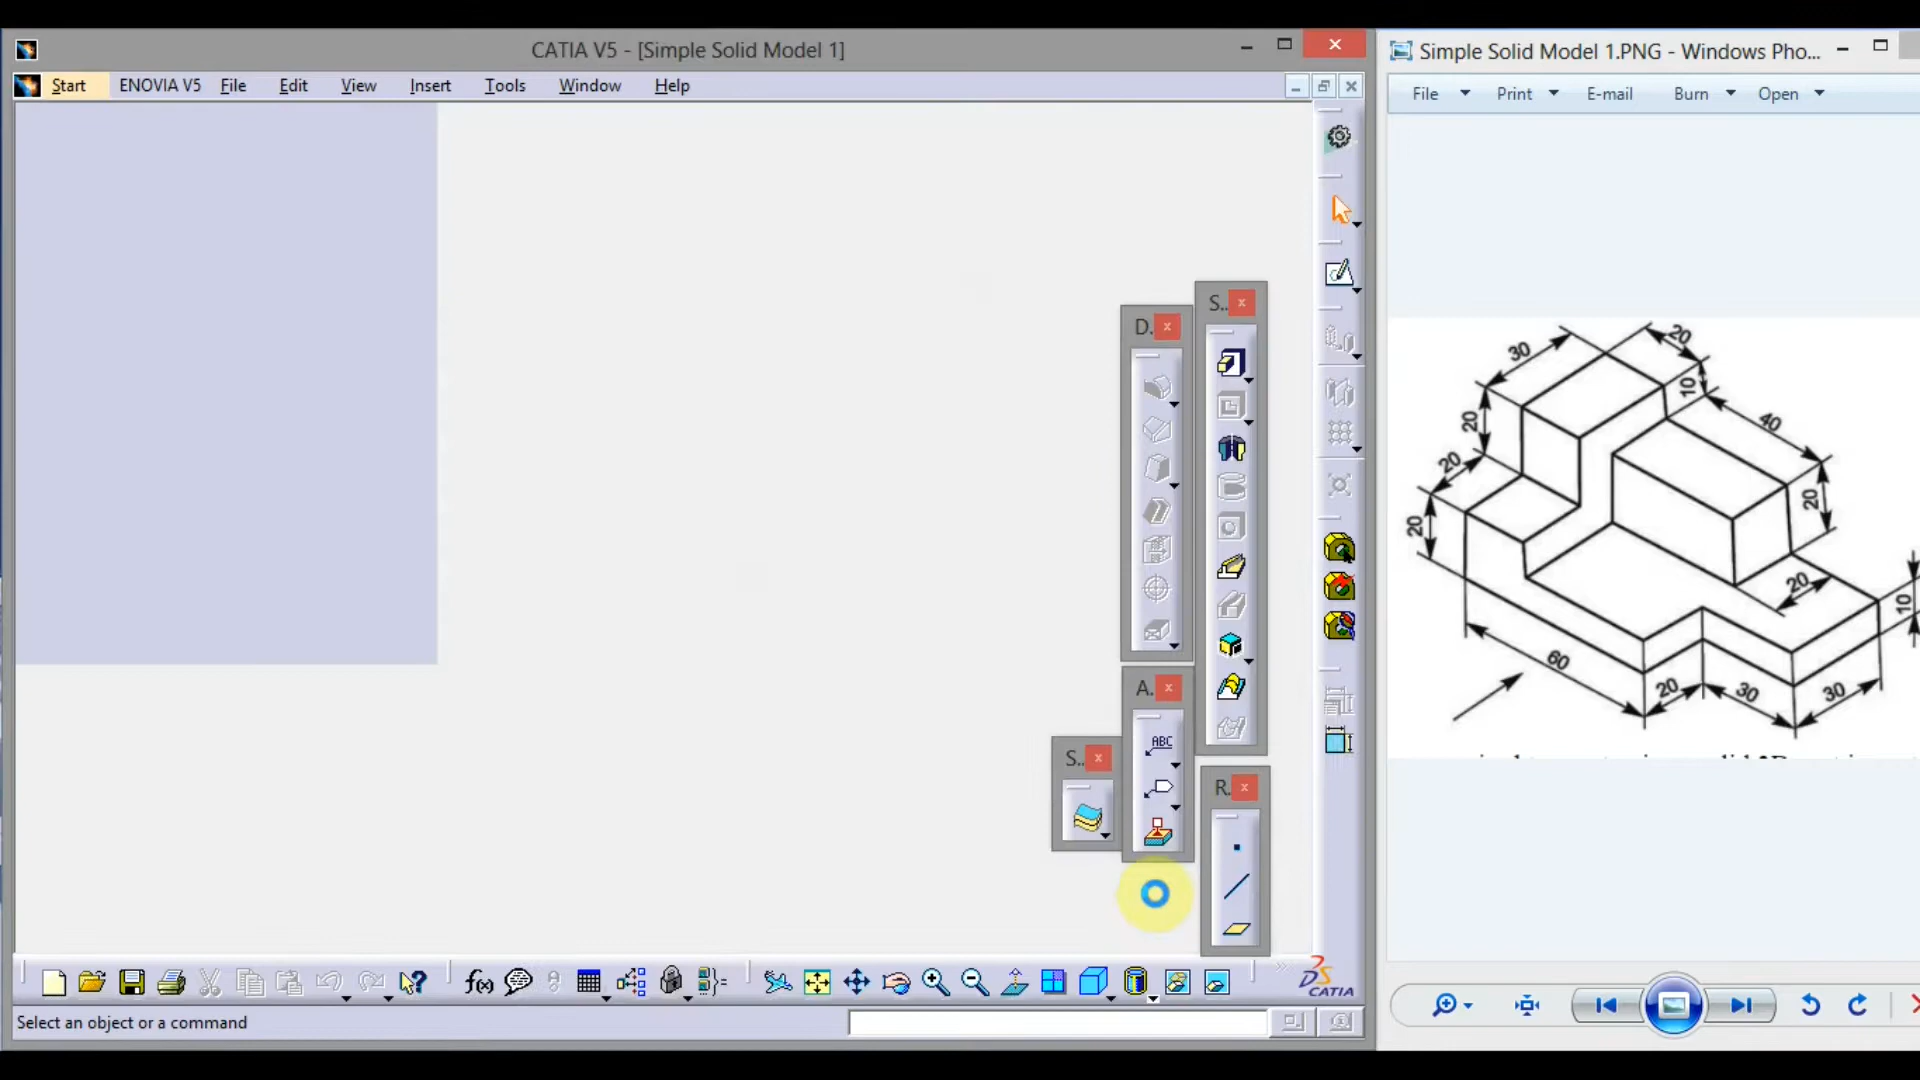 CATIA V5 - [Simple Solid Model 1]
Start ENOVIA V5 File Edit View Insert Tools Window Help
S..
D.
A.
ABC
S..
R.
f(x)
DS
CATIA
Select an object or a command
Simple Solid Model 1.PNG - Windows Pho...
File Print E-mail Burn Open
30
20
10
20
40
20
20
20
20
10
60
20
30
30